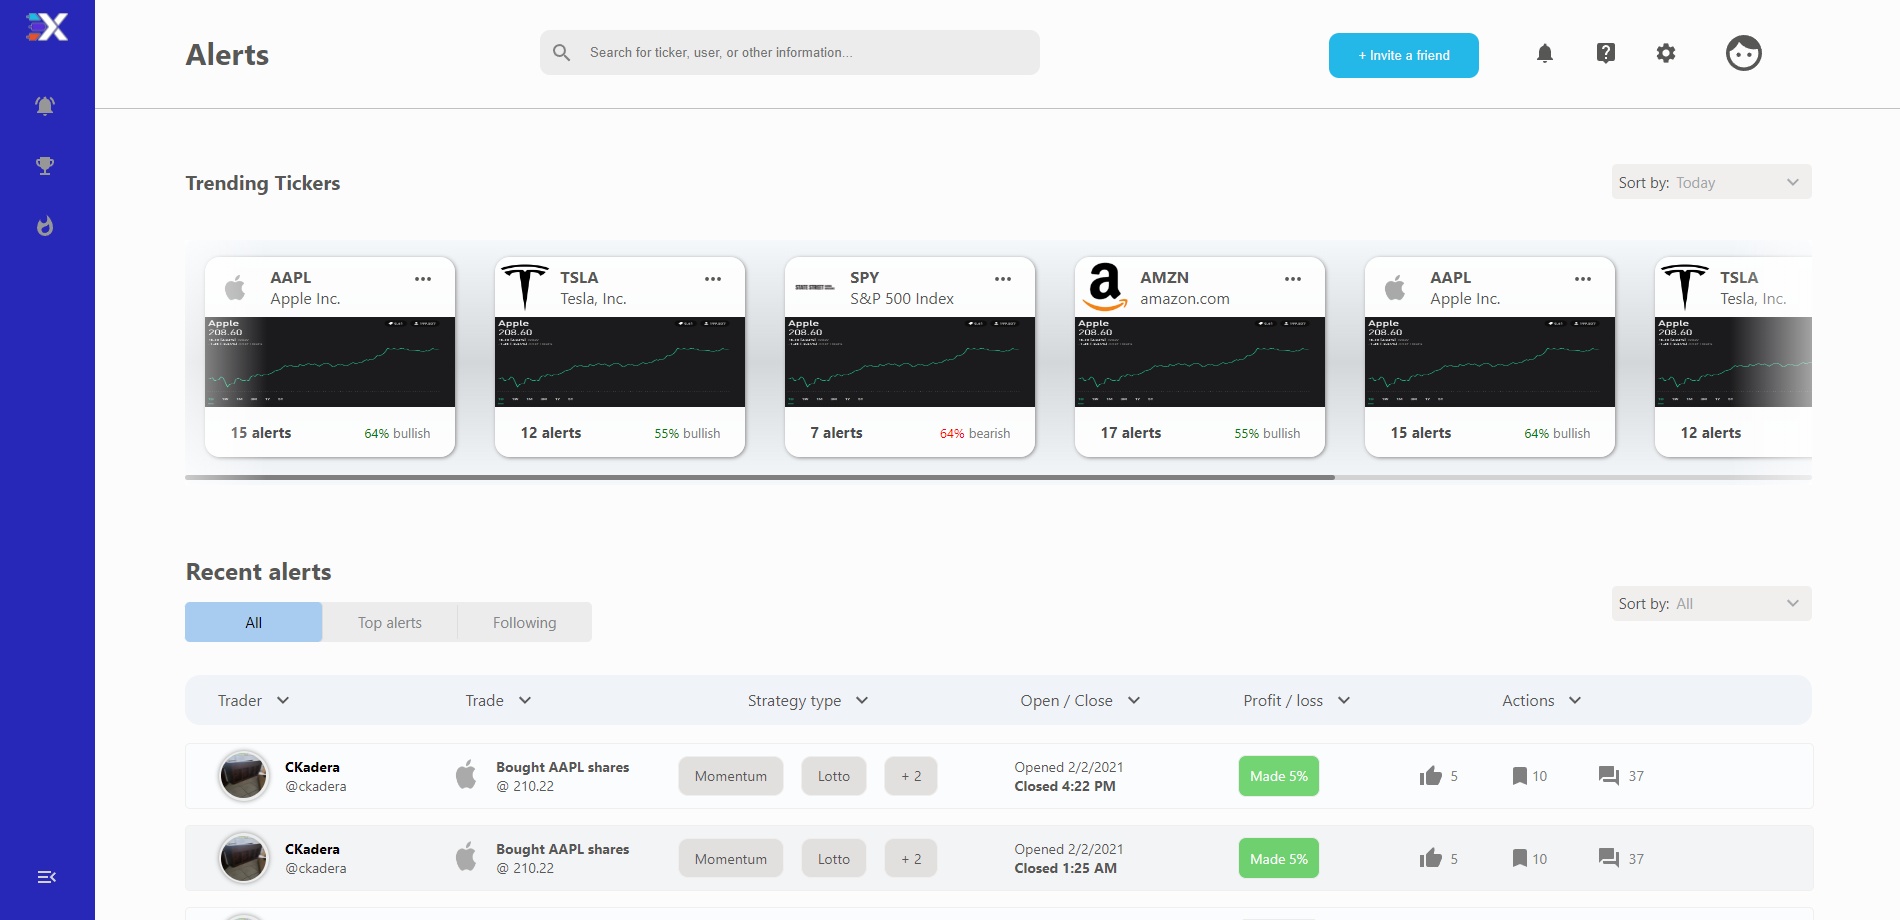 X
Alerts
Search for ticker, user, or other information...
+ Invite a friend
Trending Tickers
Sort by: Today
AAPL
Apple Inc.
Apple
208.60
15 alerts
64% bullish
TSLA
Tesla, Inc.
Apple
208.60
12 alerts
55% bullish
STATE STREET
SPY
S&P 500 Index
Apple
208.60
7 alerts
64% bearish
a
AMZN
amazon.com
Apple
208.60
17 alerts
55% bullish
AAPL
Apple Inc.
Apple
208.60
15 alerts
64% bullish
TSLA
Tesla, Inc.
Apple
208.60
12 alerts
Recent alerts
Sort by: All
All Top alerts Following
Trader Trade Strategy type Open / Close Profit / loss Actions
CKadera
@ckadera
Bought AAPL shares
@ 210.22
Momentum Lotto + 2
Opened 2/2/2021
Closed 4:22 PM
Made 5%
5 10 37
CKadera
@ckadera
Bought AAPL shares
@ 210.22
Momentum Lotto + 2
Opened 2/2/2021
Closed 1:25 AM
Made 5%
5 10 37